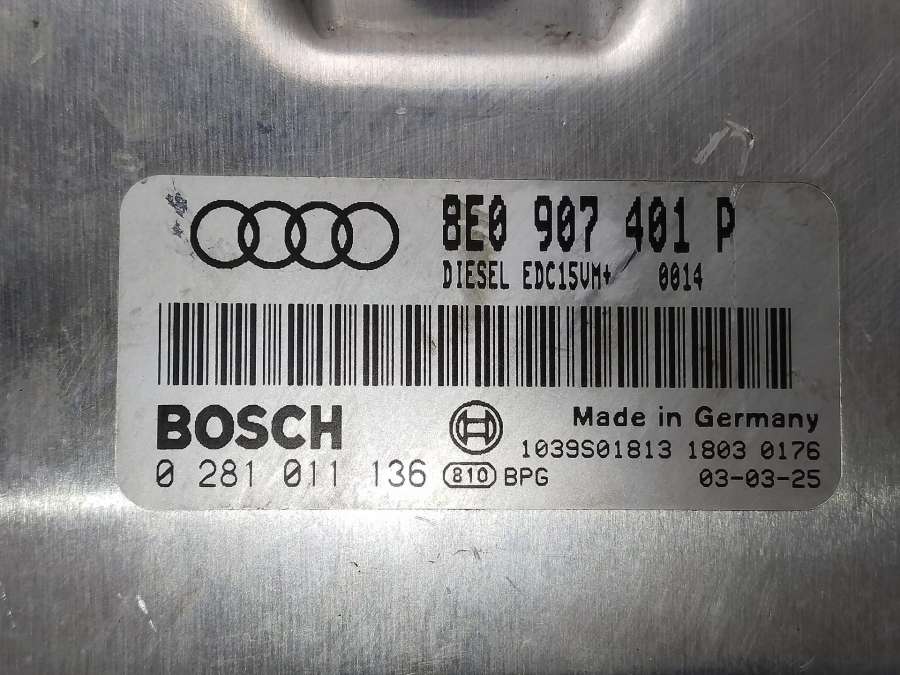 8E0 907 401 P
DIESEL EDC15VM+ 0014
BOSCH
Made in Germany
1039S01813 1803 0176
0 281 011 136 810 BPG 03-03-25